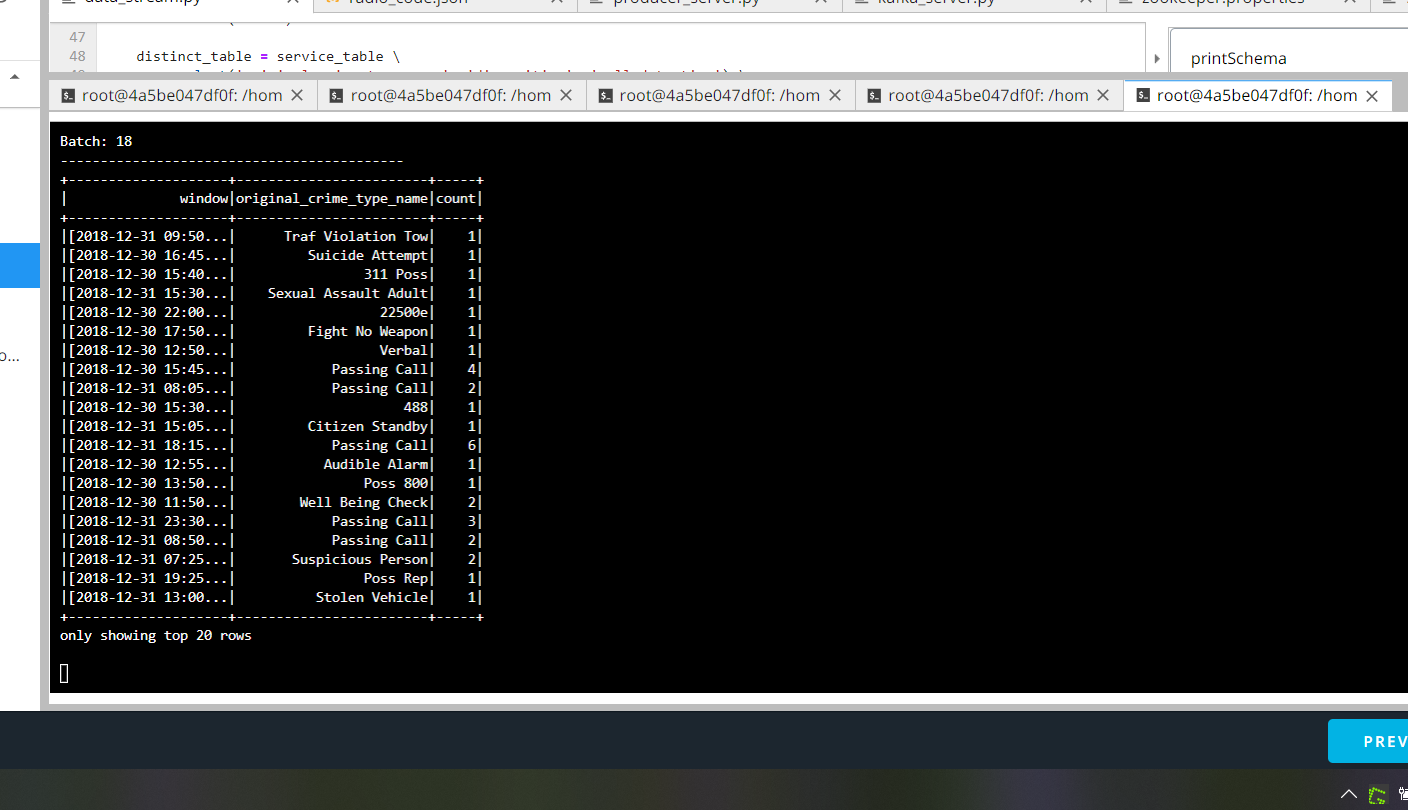 data_stream.py
radio_code.json
producer_server.py
kafka_server.py
zookeeper.properties
47
48 distinct_table = service_table \
printSchema
root@4a5be047df0f: /hom
root@4a5be047df0f: /hom
root@4a5be047df0f: /hom
root@4a5be047df0f: /hom
root@4a5be047df0f: /hom
Batch: 18
-------------------------------------------
+--------------------+------------------------+-----+
|              window|original_crime_type_name|count|
+--------------------+------------------------+-----+
|[2018-12-31 09:50...|      Traf Violation Tow|    1|
|[2018-12-30 16:45...|         Suicide Attempt|    1|
|[2018-12-30 15:40...|                311 Poss|    1|
|[2018-12-31 15:30...|    Sexual Assault Adult|    1|
|[2018-12-30 22:00...|                  22500e|    1|
|[2018-12-30 17:50...|         Fight No Weapon|    1|
|[2018-12-30 12:50...|                  Verbal|    1|
|[2018-12-30 15:45...|            Passing Call|    4|
|[2018-12-31 08:05...|            Passing Call|    2|
|[2018-12-30 15:30...|                     488|    1|
|[2018-12-31 15:05...|         Citizen Standby|    1|
|[2018-12-31 18:15...|            Passing Call|    6|
|[2018-12-30 12:55...|           Audible Alarm|    1|
|[2018-12-30 13:50...|                Poss 800|    1|
|[2018-12-30 11:50...|        Well Being Check|    2|
|[2018-12-31 23:30...|            Passing Call|    3|
|[2018-12-31 08:50...|            Passing Call|    2|
|[2018-12-31 07:25...|       Suspicious Person|    2|
|[2018-12-31 19:25...|                Poss Rep|    1|
|[2018-12-31 13:00...|          Stolen Vehicle|    1|
+--------------------+------------------------+-----+
only showing top 20 rows
o...
PREV